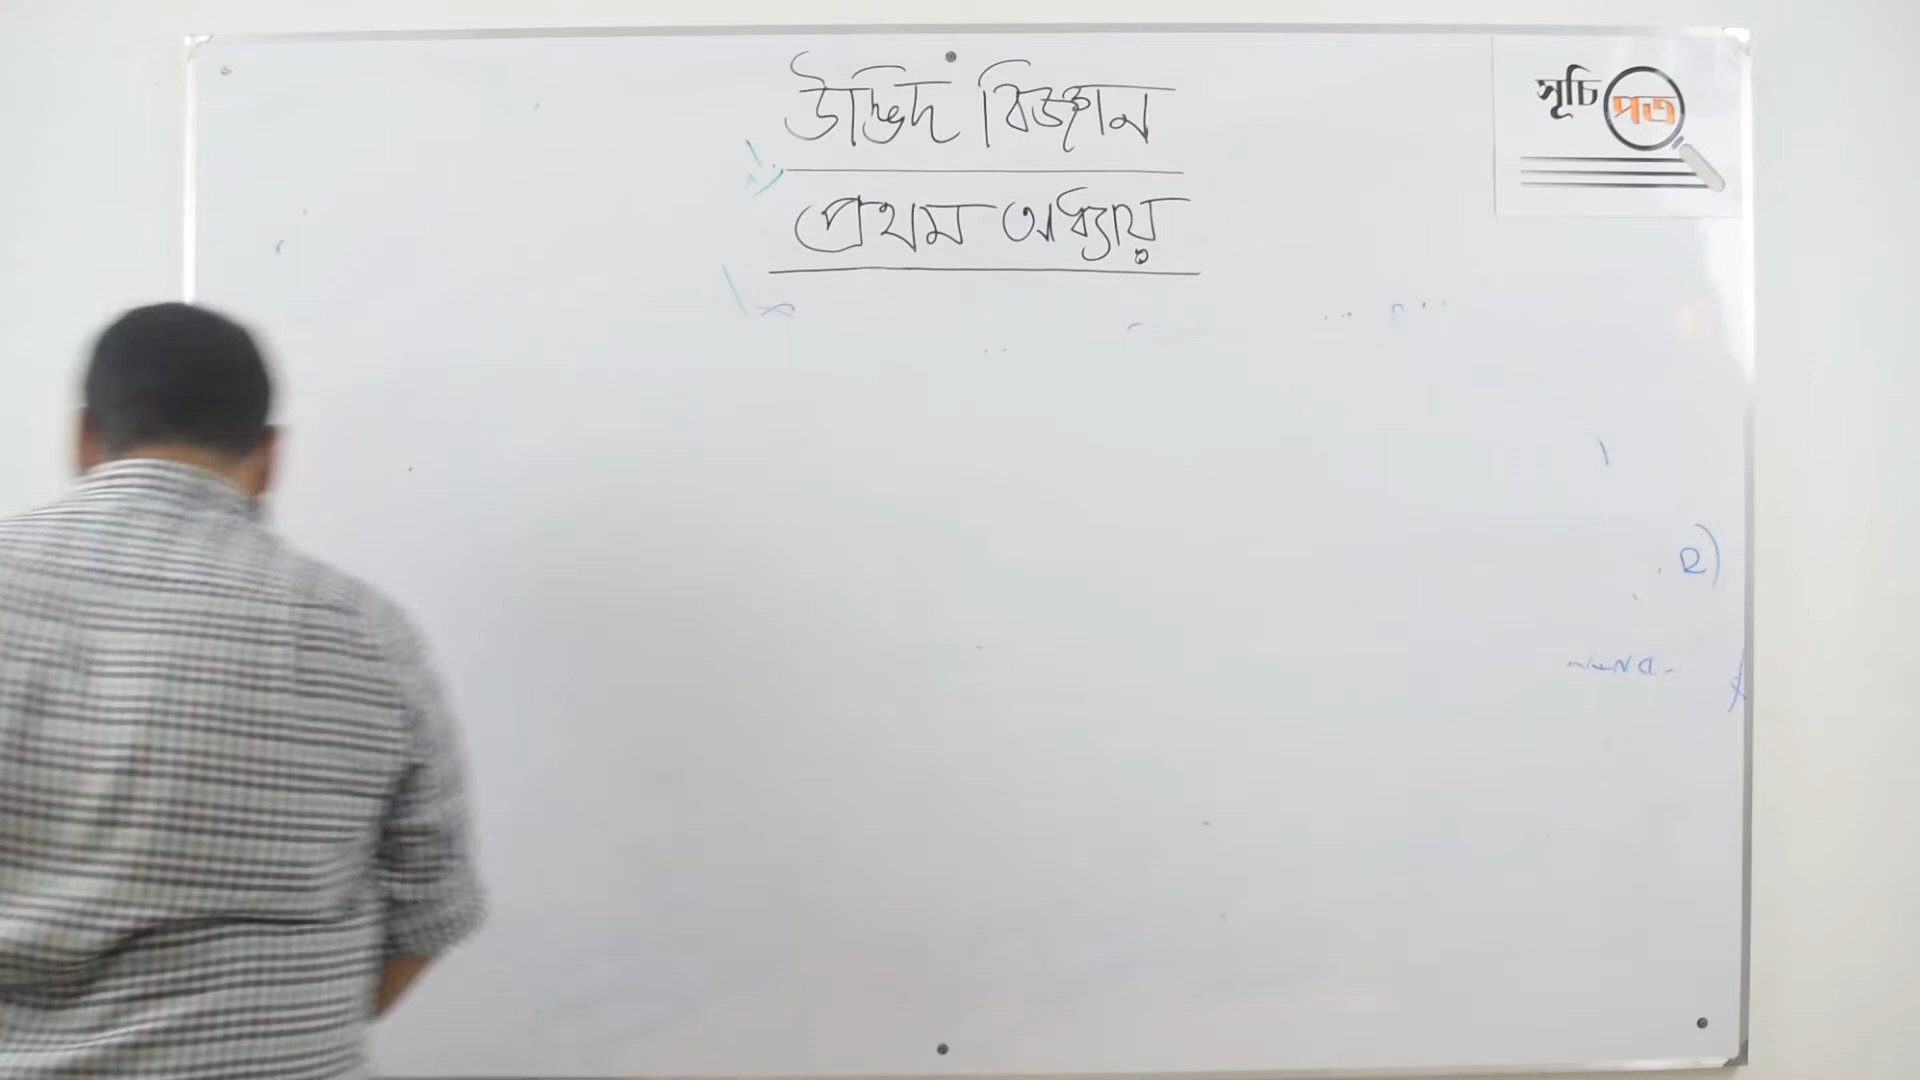 উদ্ভিদ বিজ্ঞান
সূচি পত্র
প্রথম অধ্যায়